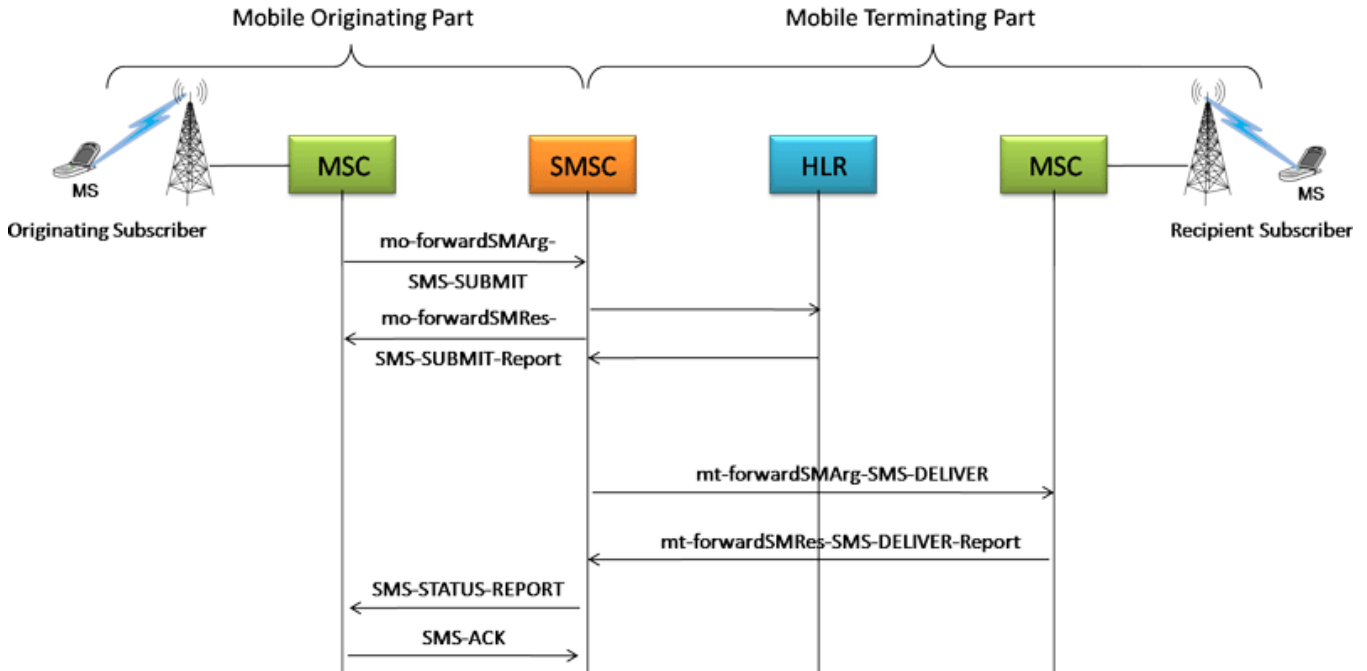 Mobile Originating Part
Mobile Terminating Part
MSC
SMSC
HLR
MSC
MS
MS
Originating Subscriber
Recipient Subscriber
mo-forwardSMArg-
SMS-SUBMIT
mo-forwardSMRes-
SMS-SUBMIT-Report
mt-forwardSMArg-SMS-DELIVER
mt-forwardSMRes-SMS-DELIVER-Report
SMS-STATUS-REPORT
SMS-ACK